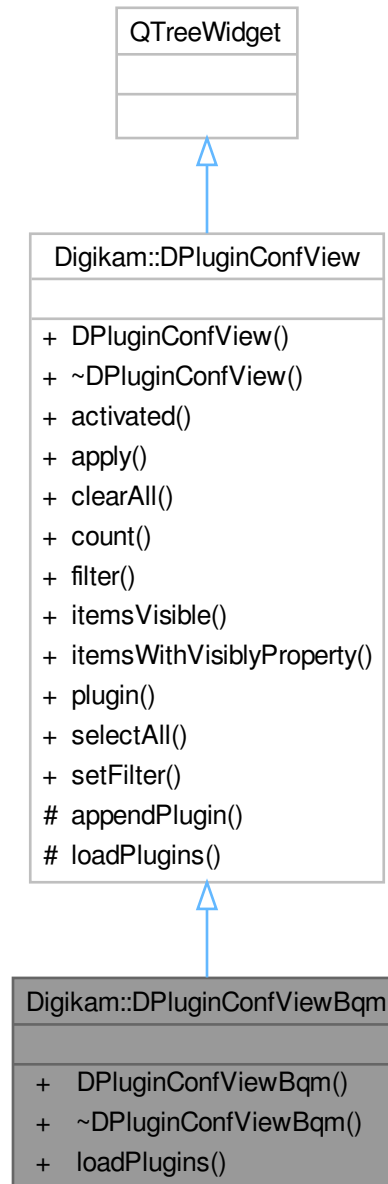 QTreeWidget
Digikam::DPluginConfView
+ DPluginConfView()
+ ~DPluginConfView()
+ activated()
+ apply()
+ clearAll()
+ count()
+ filter()
+ itemsVisible()
+ itemsWithVisiblyProperty()
+ plugin()
+ selectAll()
+ setFilter()
# appendPlugin()
# loadPlugins()
Digikam::DPluginConfViewBqm
+ DPluginConfViewBqm()
+ ~DPluginConfViewBqm()
+ loadPlugins()